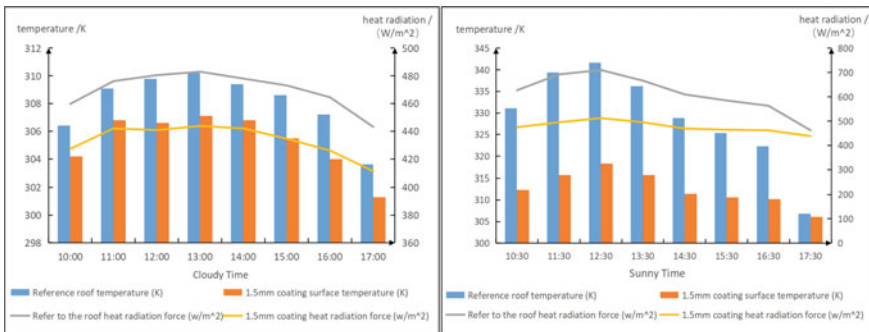 temperature /K
heat radiation /
(W/m^2)
312
310
308
306
304
302
300
298
500
480
460
440
420
400
380
360
10:00 11:00 12:00 13:00 14:00 15:00 16:00 17:00
Cloudy Time
Reference roof temperature (K)
1.5mm coating surface temperature (K)
Refer to the roof heat radiation force (w/m^2)
1.5mm coating heat radiation force (w/m^2)
temperature /K
heat radiation /
(W/m^2)
345
340
335
330
325
320
315
310
305
300
800
700
600
500
400
300
200
100
0
10:30 11:30 12:30 13:30 14:30 15:30 16:30 17:30
Sunny Time
Reference roof temperature (K)
1.5mm coating surface temperature (K)
Refer to the roof heat radiation force(w/m^2)
1.5mm coating heat radiation force (w/m^2)